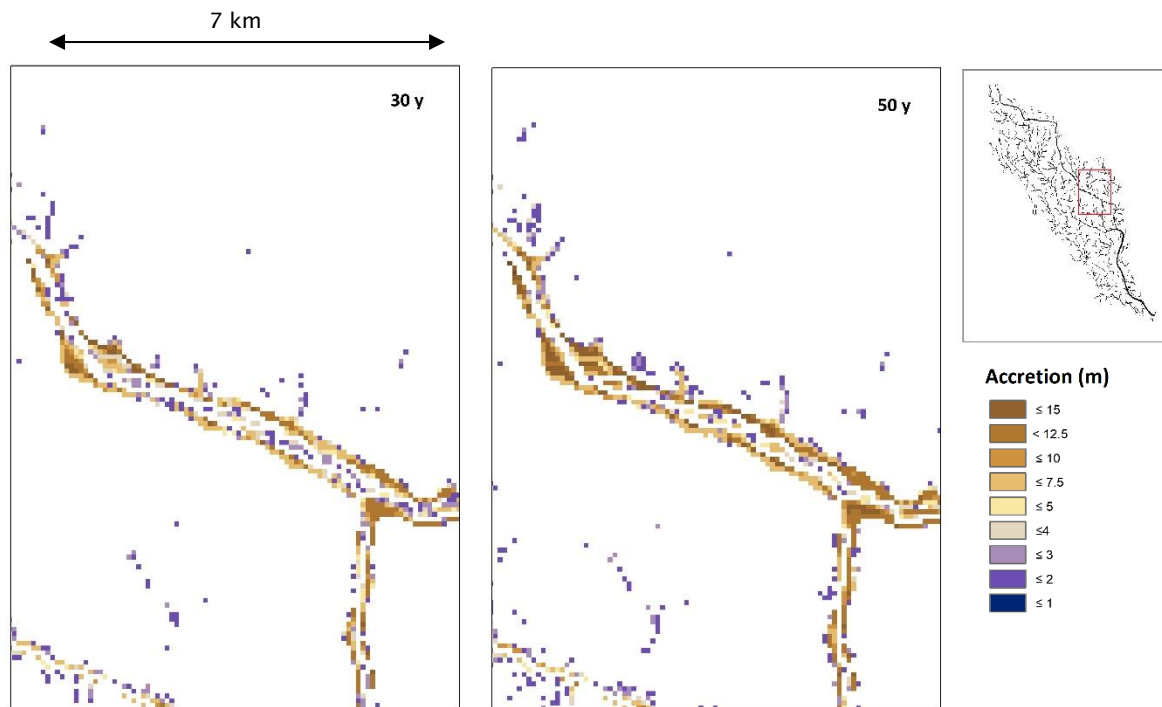 7 km
30 y
50 y
Accretion (m)
≤ 15
< 12.5
≤ 10
≤ 7.5
≤ 5
≤4
≤ 3
≤ 2
≤ 1